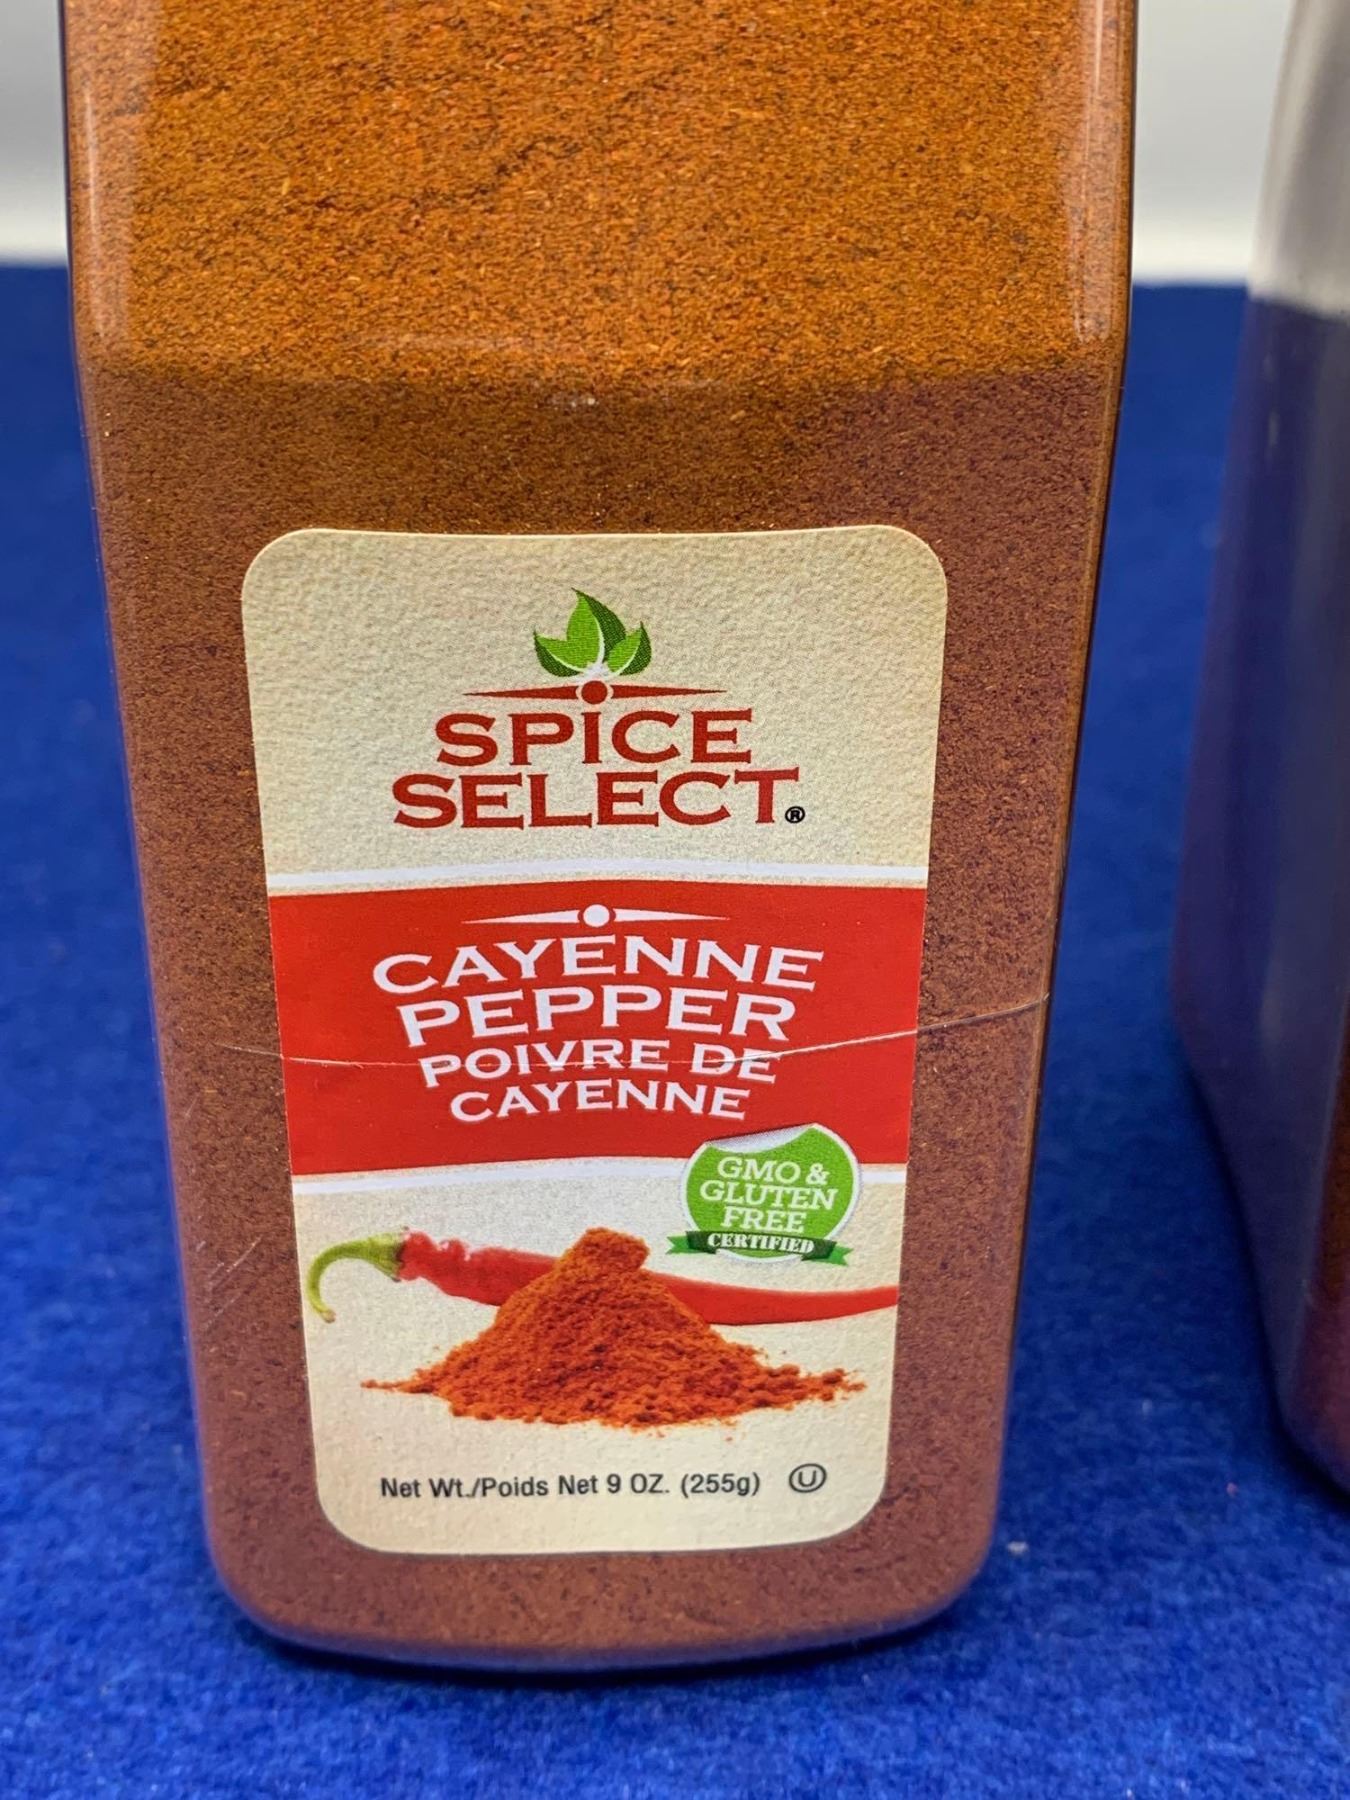 SPICE
SELECT®
CAYENNE
PEPPER
POIVRE DE
CAYENNE
GMO &
GLUTEN
FREE
CERTIFIED
Net Wt./Poids Net 9 OZ. (255g) Ⓤ